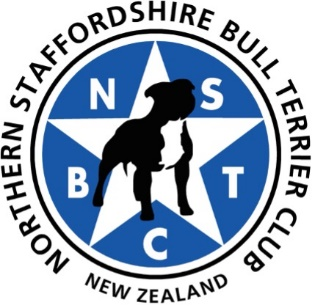 NORTHERN STAFFORDSHIRE BULL TERRIER CLUB
N S
B T
C
NEW ZEALAND